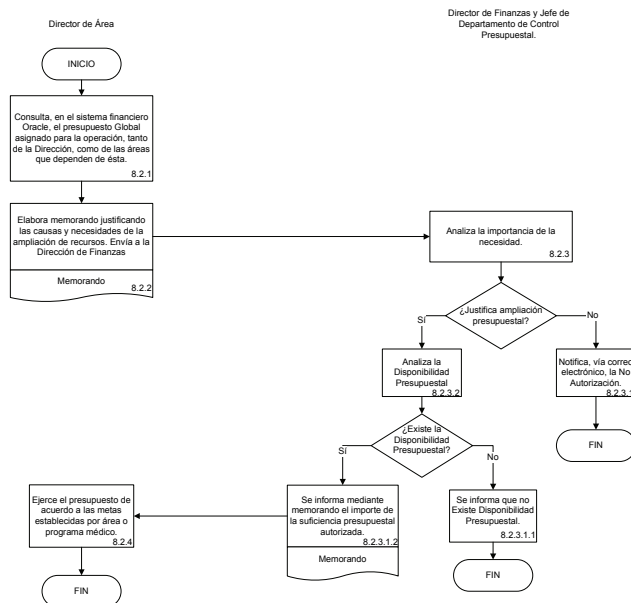 Director de Área
Director de Finanzas y Jefe de
Departamento de Control
Presupuestal.
INICIO
Consulta, en el sistema financiero
Oracle, el presupuesto Global
asignado para la operación, tanto
de la Dirección, como de las áreas
que dependen de ésta.
8.2.1
Elabora memorando justificando
las causas y necesidades de la
ampliación de recursos. Envía a la
Dirección de Finanzas
8.2.2
Memorando
Analiza la importancia de la
necesidad.
8.2.3
¿Justifica ampliación
presupuestal?
Sí
No
Analiza la
Disponibilidad
Presupuestal
8.2.3.2
Notifica, vía correo
electrónico, la No
Autorización.
8.2.3.1
FIN
¿Existe la
Disponibilidad
Presupuestal?
Sí
No
Ejerce el presupuesto de
acuerdo a las metas
establecidas por área o
programa médico.
8.2.4
Se informa mediante
memorando el importe de
la suficiencia presupuestal
autorizada.
8.2.3.1.2
Memorando
Se informa que no
Existe Disponibilidad
Presupuestal.
8.2.3.1.1
FIN
FIN